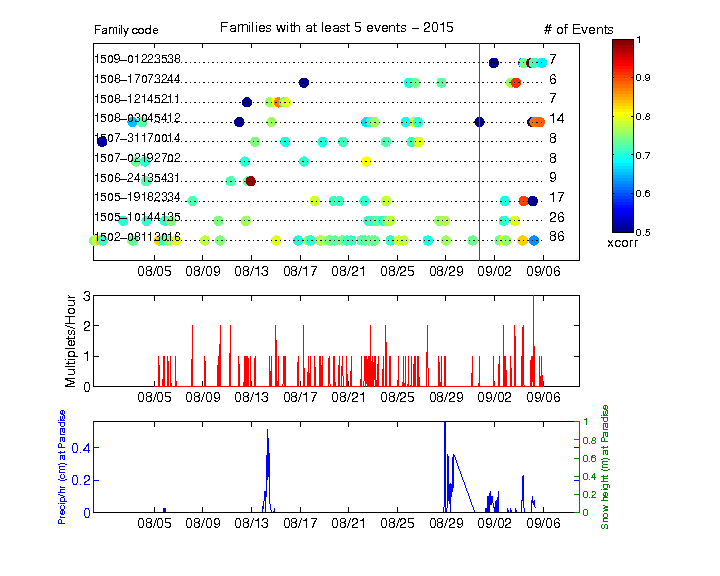 Family code
Families with at least 5 events − 2015
# of Events
1509−01223538 7
1508−17073244 6
1508−12145211 7
1508−03045412 14
1507−31170014 8
1507−02192702 8
1506−24135431 9
1505−19182334 17
1505−10144135 26
1502−08113016 86
08/05 08/09 08/13 08/17 08/21 08/25 08/29 09/02 09/06
1
0.9
0.8
0.7
0.6
0.5
xcorr
Multiplets/Hour
3
2
1
0
08/05 08/09 08/13 08/17 08/21 08/25 08/29 09/02 09/06
Precip/hr (cm) at Paradise
0.4
0.2
0
1
0.8
0.6
0.4
0.2
0
Snow height (m) at Paradise
08/05 08/09 08/13 08/17 08/21 08/25 08/29 09/02 09/06